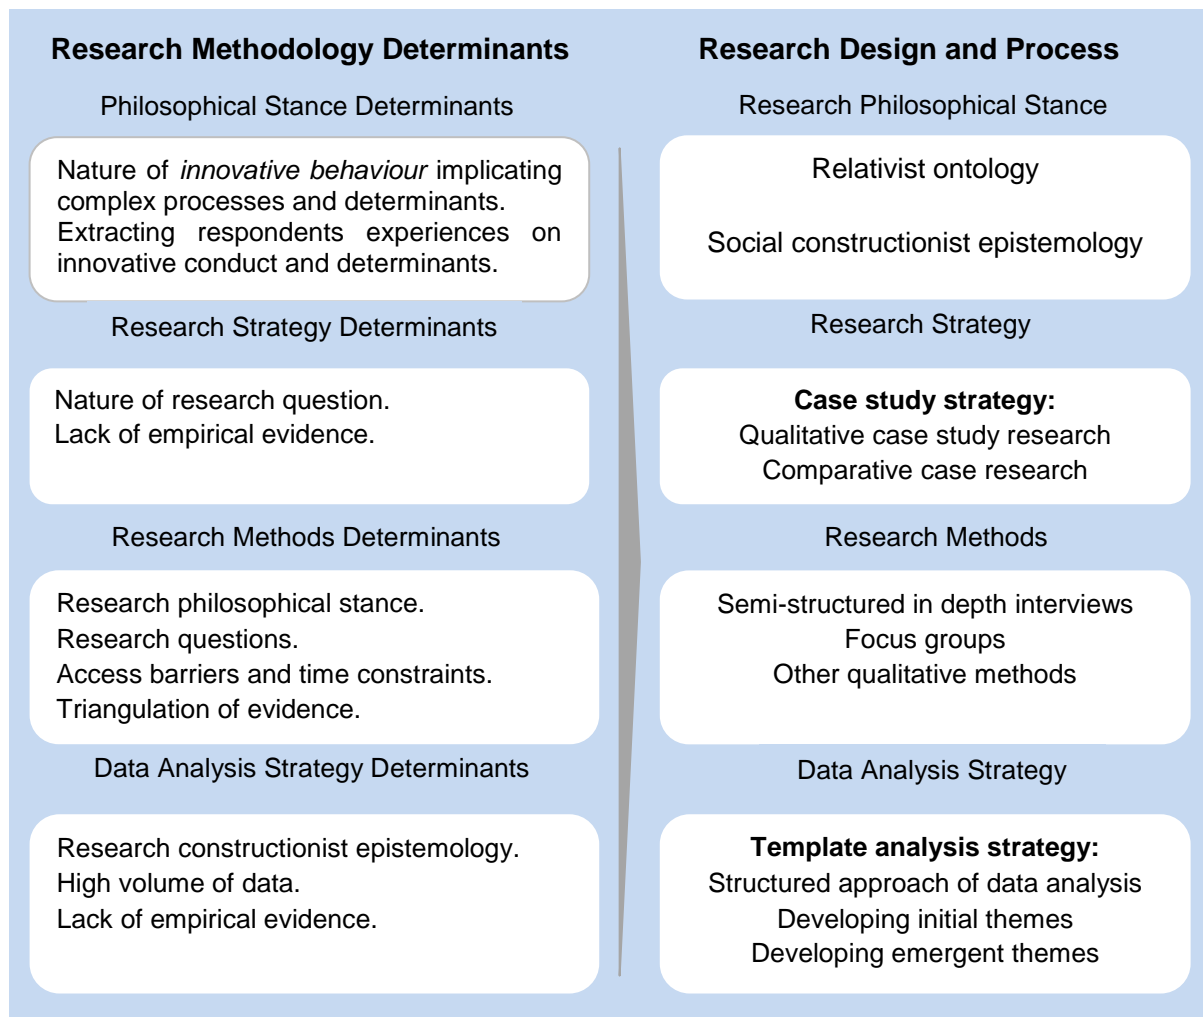 Research Methodology Determinants
Philosophical Stance Determinants
Nature of innovative behaviour implicating
complex processes and determinants.
Extracting respondents experiences on
innovative conduct and determinants.
Research Strategy Determinants
Nature of research question.
Lack of empirical evidence.
Research Methods Determinants
Research philosophical stance.
Research questions.
Access barriers and time constraints.
Triangulation of evidence.
Data Analysis Strategy Determinants
Research constructionist epistemology.
High volume of data.
Lack of empirical evidence.
Research Design and Process
Research Philosophical Stance
Relativist ontology
Social constructionist epistemology
Research Strategy
Case study strategy:
Qualitative case study research
Comparative case research
Research Methods
Semi-structured in depth interviews
Focus groups
Other qualitative methods
Data Analysis Strategy
Template analysis strategy:
Structured approach of data analysis
Developing initial themes
Developing emergent themes